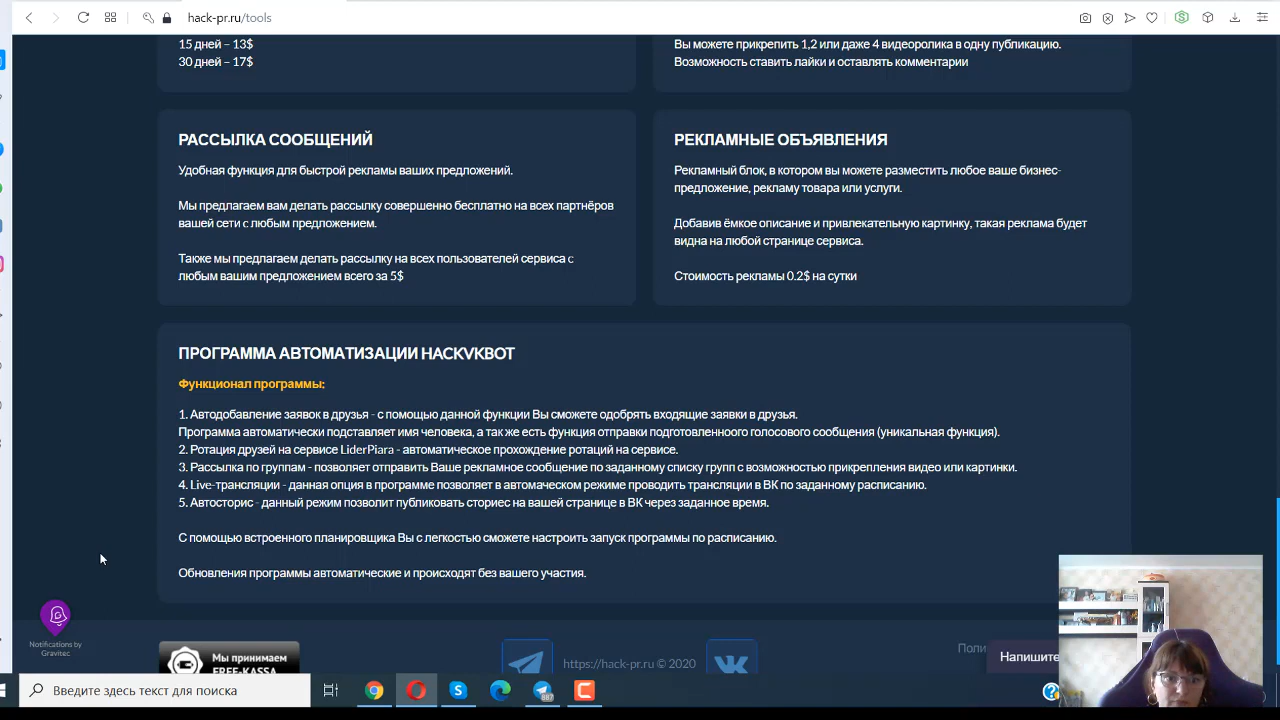 hack-pr.ru/tools
15 дней – 13$
30 дней – 17$
Вы можете прикрепить 1,2 или даже 4 видеоролика в одну публикацию.
Возможность ставить лайки и оставлять комментарии
РАССЫЛКА СООБЩЕНИЙ
Удобная функция для быстрой рекламы ваших предложений.
Мы предлагаем вам делать рассылку совершенно бесплатно на всех партнёров
вашей сети с любым предложением.
Также мы предлагаем делать рассылку на всех пользователей сервиса с
любым вашим предложением всего за 5$
РЕКЛАМНЫЕ ОБЪЯВЛЕНИЯ
Рекламный блок, в котором вы можете разместить любое ваше бизнес-
предложение, рекламу товара или услуги.
Добавив ёмкое описание и привлекательную картинку, такая реклама будет
видна на любой странице сервиса.
Стоимость рекламы 0.2$ на сутки
ПРОГРАММА АВТОМАТИЗАЦИИ HACKVKBOT
Функционал программы:
1. Автодобавление заявок в друзья - с помощью данной функции Вы сможете одобрять входящие заявки в друзья.
Программа автоматически подставляет имя человека, а так же есть функция отправки подготовленноого голосового сообщения (уникальная функция).
2. Ротация друзей на сервисе LiderPiara - автоматическое прохождение ротаций на сервисе.
3. Рассылка по группам - позволяет отправить Ваше рекламное сообщение по заданному списку групп с возможностью прикрепления видео или картинки.
4. Live-трансляции - данная опция в программе позволяет в автомаческом режиме проводить трансляции в ВК по заданному расписанию.
5. Автосторис - данный режим позволит публиковать сториес на вашей странице в ВК через заданное время.
С помощью встроенного планировщика Вы с легкостью сможете настроить запуск программы по расписанию.
Обновления программы автоматические и происходят без вашего участия.
Notifications by
Gravitec
Мы принимаем
FREE-KASSA
https://hack-pr.ru © 2020
Поли
Напишите
Введите здесь текст для поиска
887